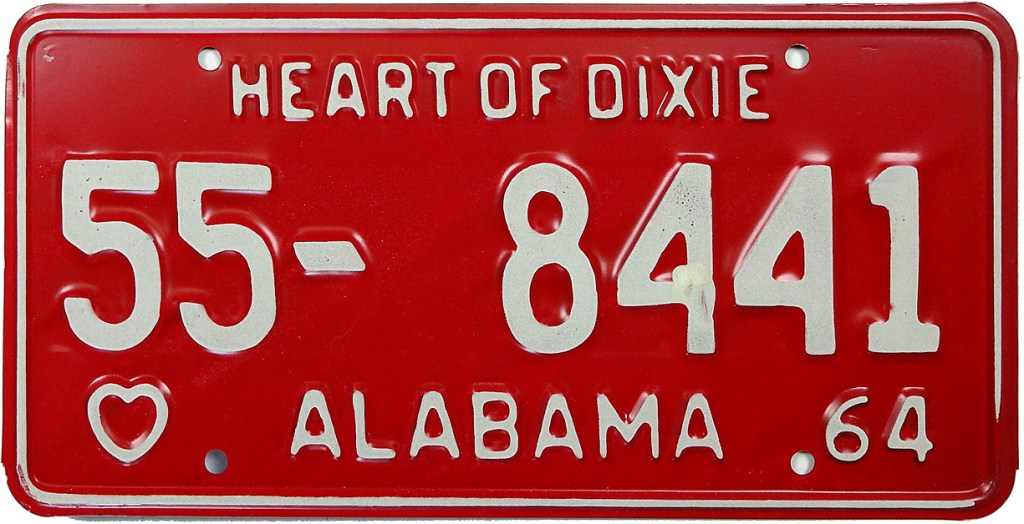 HEART OF DIXIE
55- 8441
ALABAMA 64